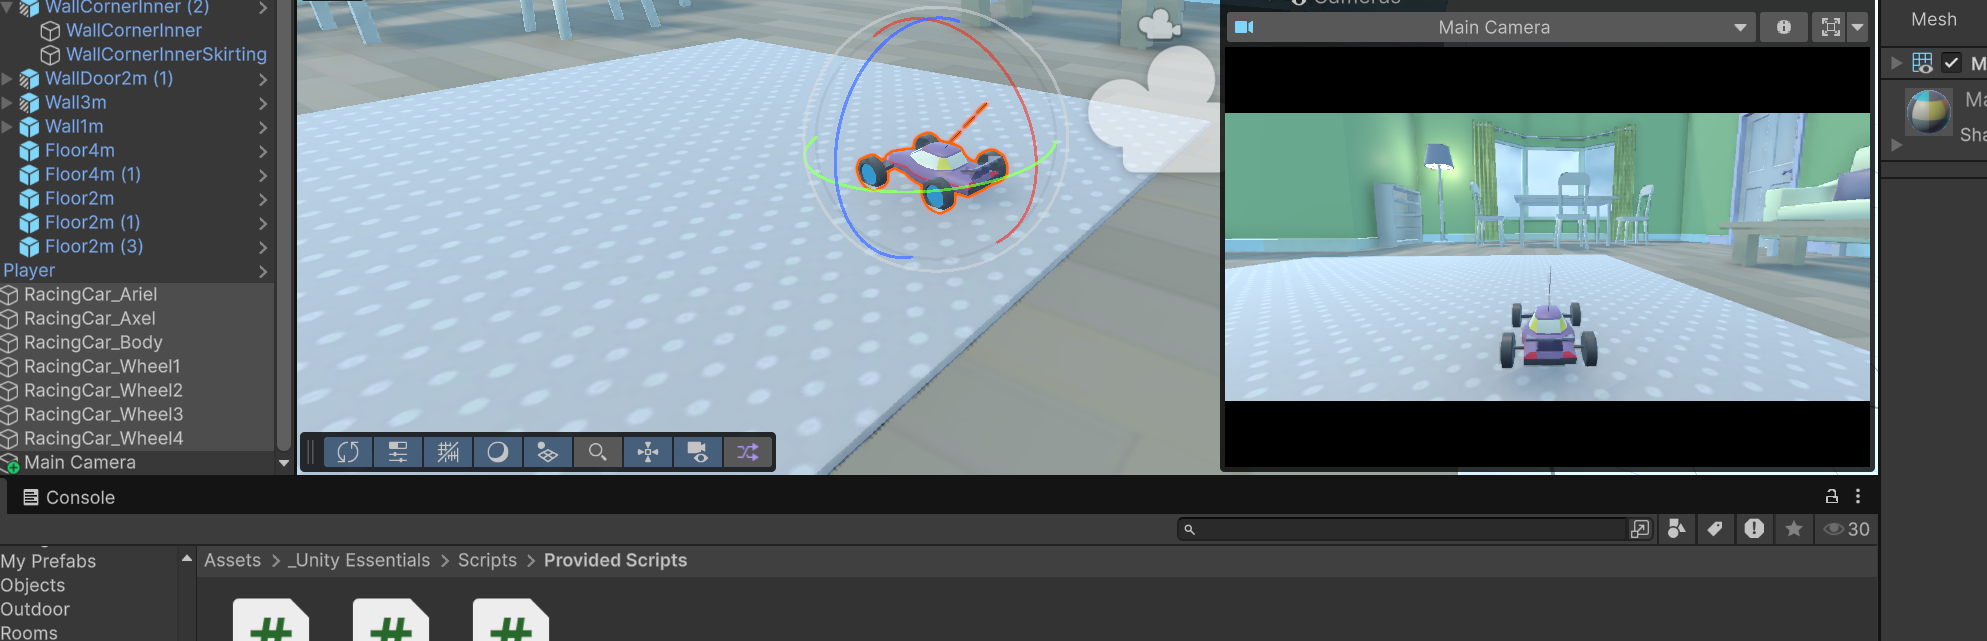 WallCornerInner (2)
WallCornerInner
WallCornerInnerSkirting
WallDoor2m (1)
Wall3m
Wall1m
Floor4m
Floor4m (1)
Floor2m
Floor2m (1)
Floor2m (3)
Player
RacingCar_Ariel
RacingCar_Axel
RacingCar_Body
RacingCar_Wheel1
RacingCar_Wheel2
RacingCar_Wheel3
RacingCar_Wheel4
Main Camera
Cameras
Main Camera
Mesh
M
Ma
Sha
Console
30
My Prefabs
Objects
Outdoor
Rooms
Assets > _Unity Essentials > Scripts > Provided Scripts
# # #